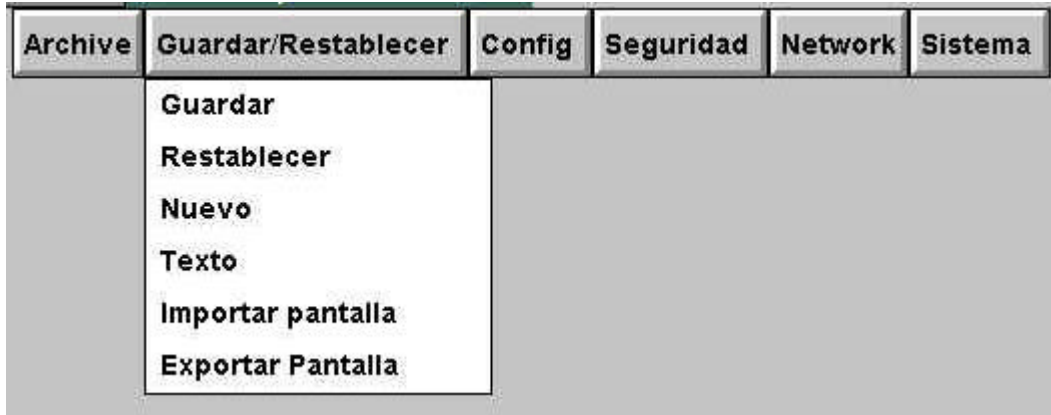 Archive Guardar/Restablecer Config Seguridad Network Sistema
Guardar
Restablecer
Nuevo
Texto
Importar pantalla
Exportar Pantalla